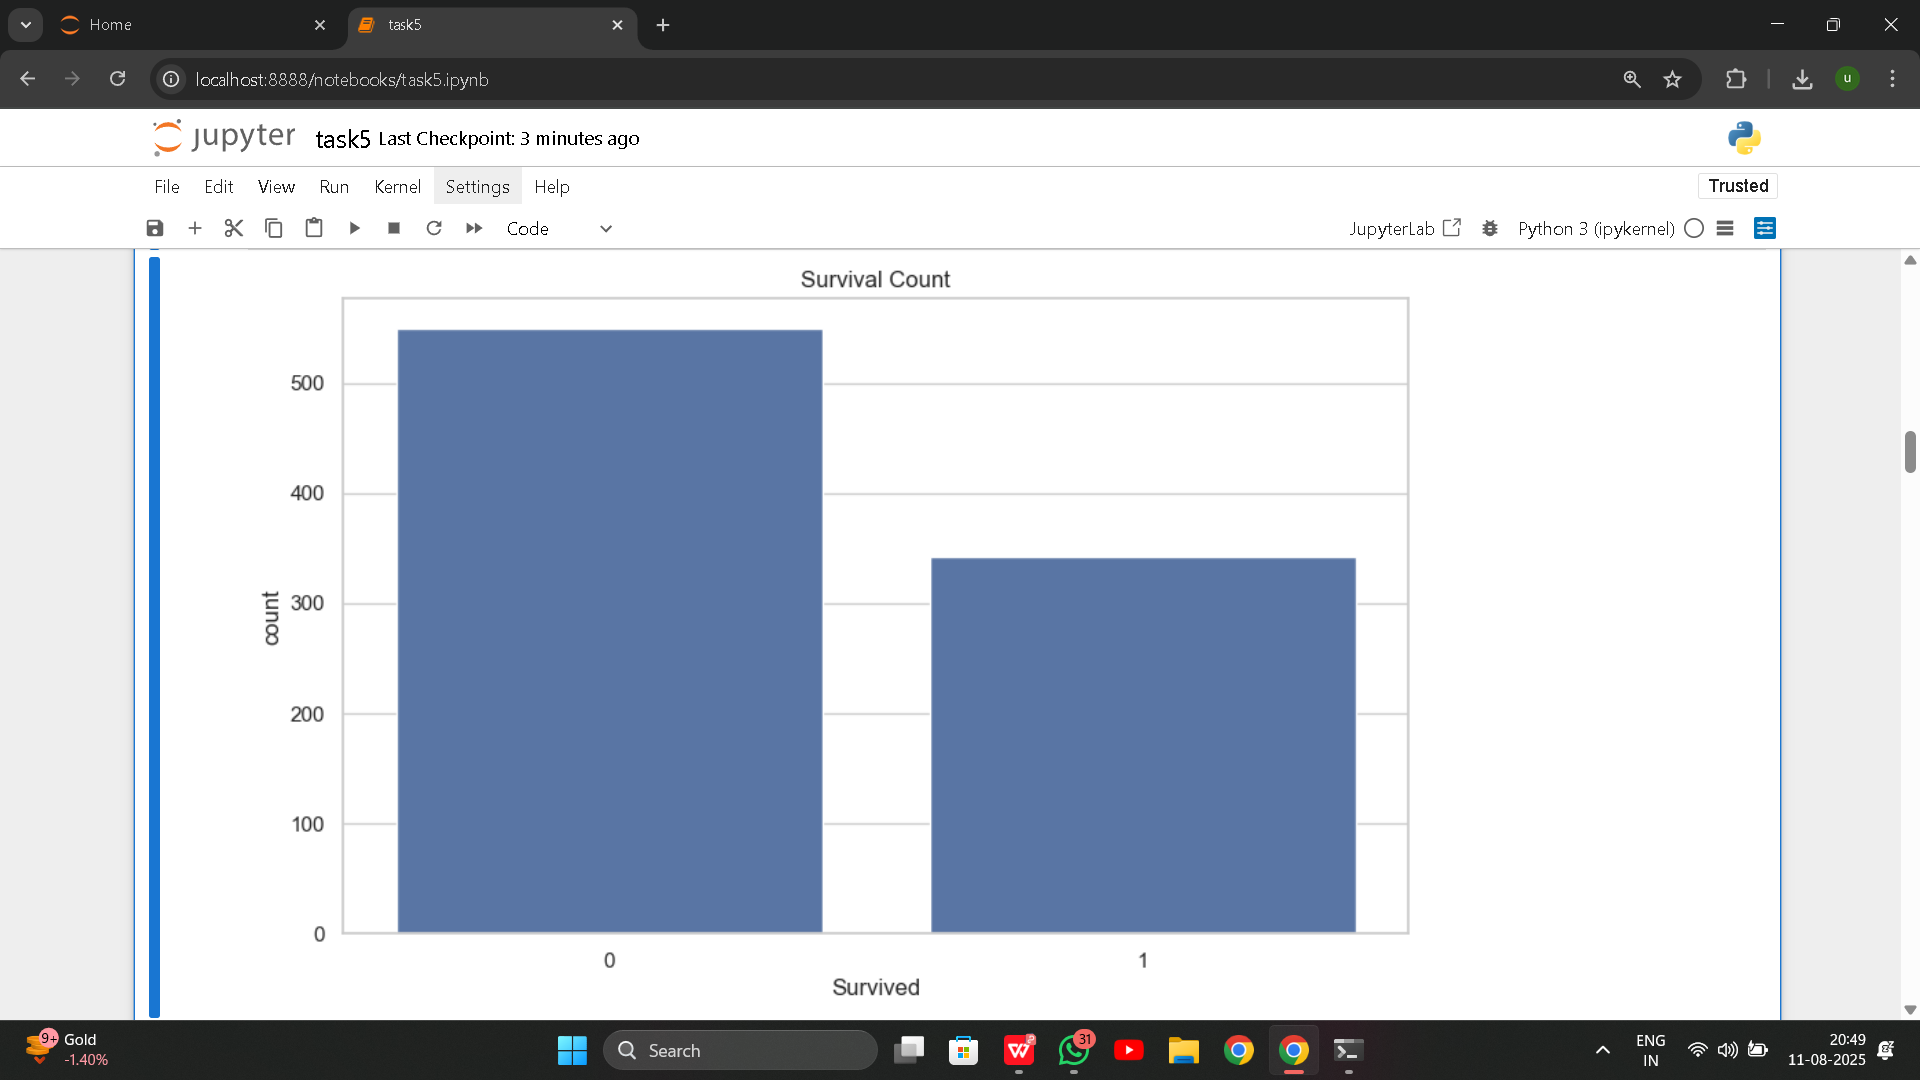 Home
task5
localhost:8888/notebooks/task5.ipynb
u
jupyter task5 Last Checkpoint: 3 minutes ago
File Edit View Run Kernel Settings Help
Trusted
Code
JupyterLab
Python 3 (ipykernel)
Survival Count
500
400
300
200
100
0
count
0 1
Survived
9+
Gold
-1.40%
Search
31
ENG
IN
20:49
11-08-2025